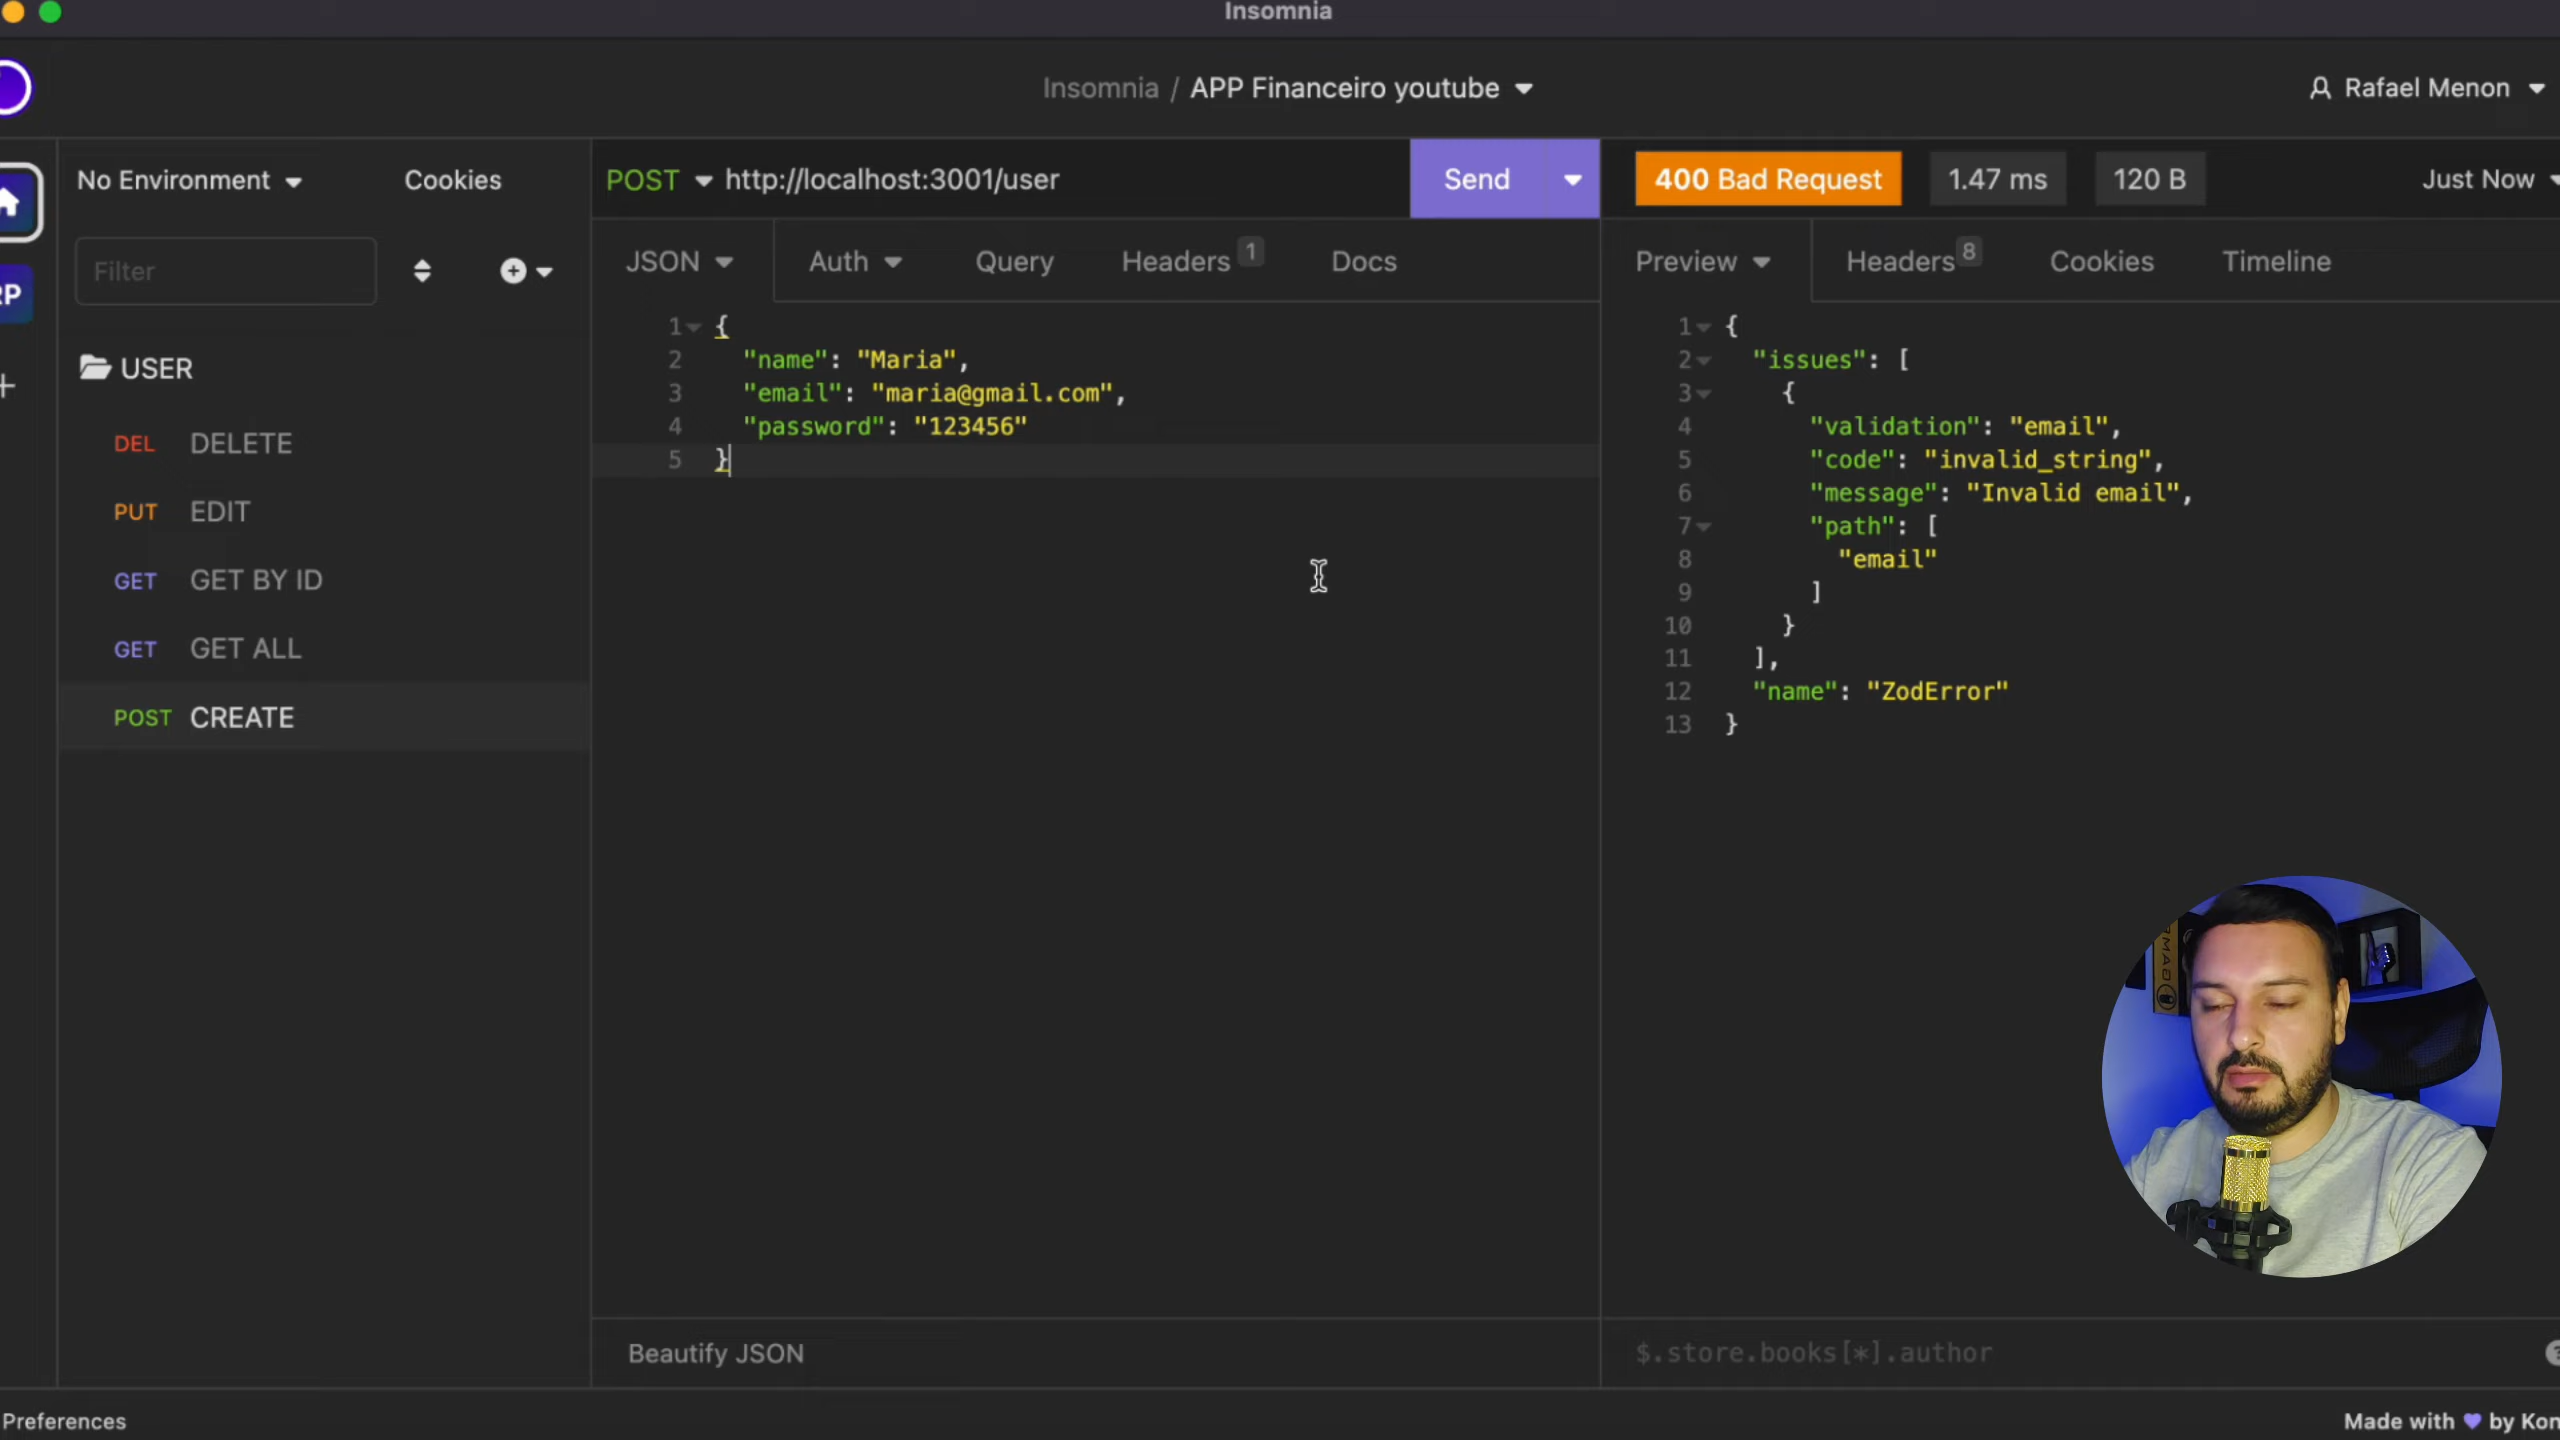 Insomnia
Insomnia / APP Financeiro youtube
Rafael Menon
No Environment
Cookies
POST http://localhost:3001/user
Send
400 Bad Request
1.47 ms
120 B
Just Now
Filter
JSON
Auth
Query
Headers 1
Docs
Preview
Headers 8
Cookies
Timeline
RP
USER
DEL DELETE
PUT EDIT
GET GET BY ID
GET GET ALL
POST CREATE
1 {
2 "name": "Maria",
3 "email": "maria@gmail.com",
4 "password": "123456"
5 }
1 {
2 "issues": [
3 {
4 "validation": "email",
5 "code": "invalid_string",
6 "message": "Invalid email",
7 "path": [
8 "email"
9 ]
10 }
11 ],
12 "name": "ZodError"
13 }
Beautify JSON
$.store.books[*].author
Preferences
Made with by Kon